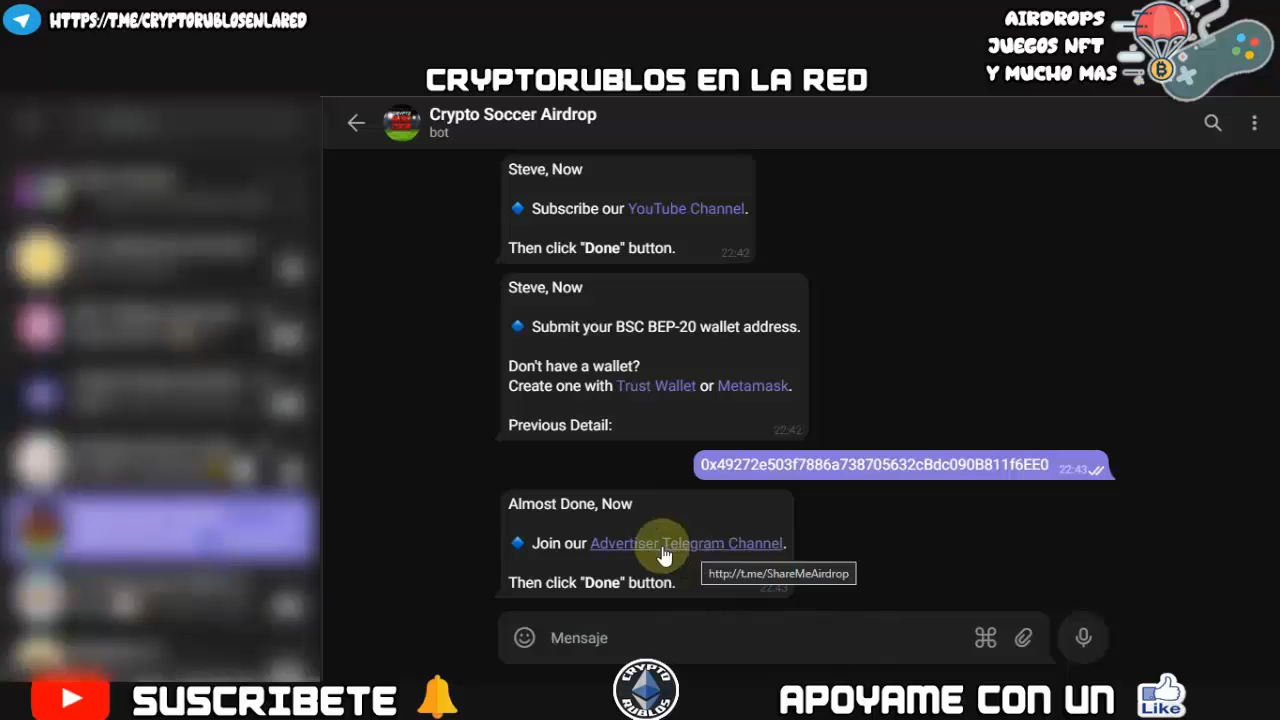 HTTPS://T.ME/CRYPTORUBLOSENLARED
AIRDROPS
JUEGOS NFT
Y MUCHO MAS
CRYPTORUBLOS EN LA RED
Crypto Soccer Airdrop
bot
Steve, Now
Subscribe our YouTube Channel.
Then click "Done" button.
22:42
Steve, Now
Submit your BSC BEP-20 wallet address.
Don't have a wallet?
Create one with Trust Wallet or Metamask.
Previous Detail:
22:42
0x49272e503f7886a738705632cBdc090B811f6EE0 22:43
Almost Done, Now
Join our Advertiser Telegram Channel.
http://t.me/ShareMeAirdrop
Then click "Done" button.
22:43
Mensaje
SUSCRIBETE
CRYPTO
RUBLOS
APOYAME CON UN
Like